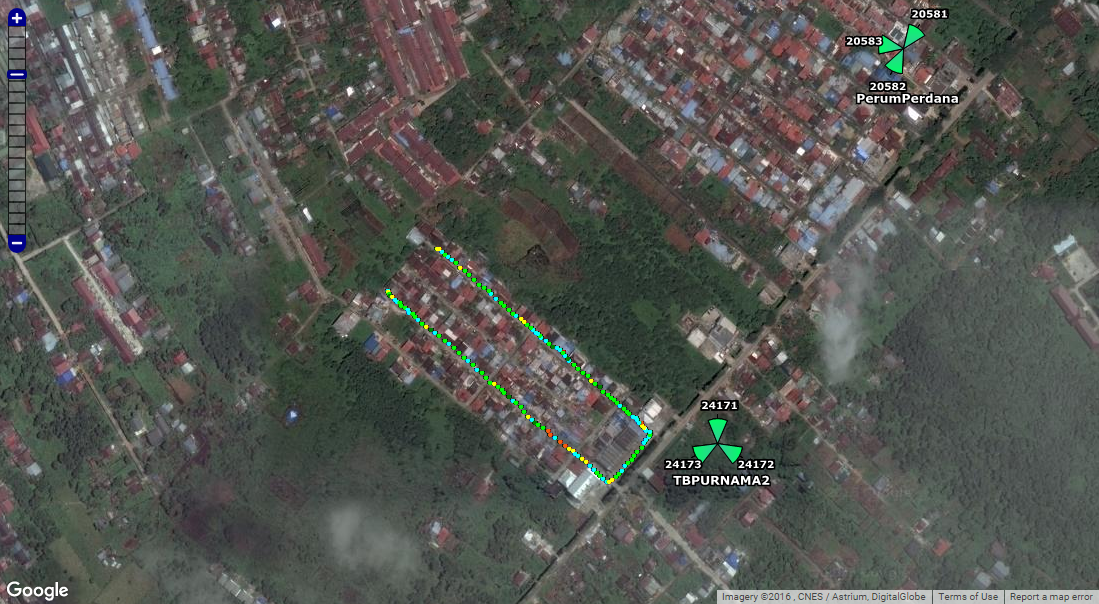 20581
20583
20582
PerumPerdana
24171
24173
24172
TBPURNAMA2
Google
Imagery ©2016 , CNES / Astrium, DigitalGlobe
Terms of Use
Report a map error